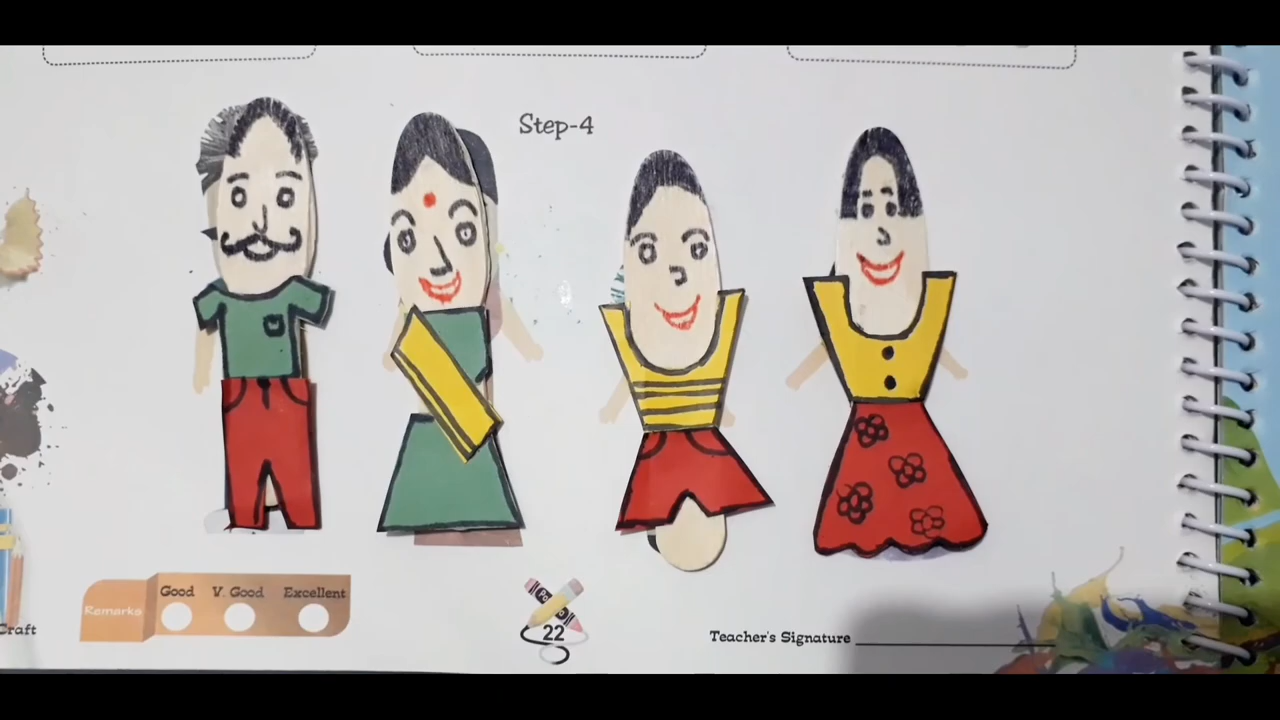 Step-4
Good V. Good Excellent
Remarks
22
Teacher's Signature
Craft